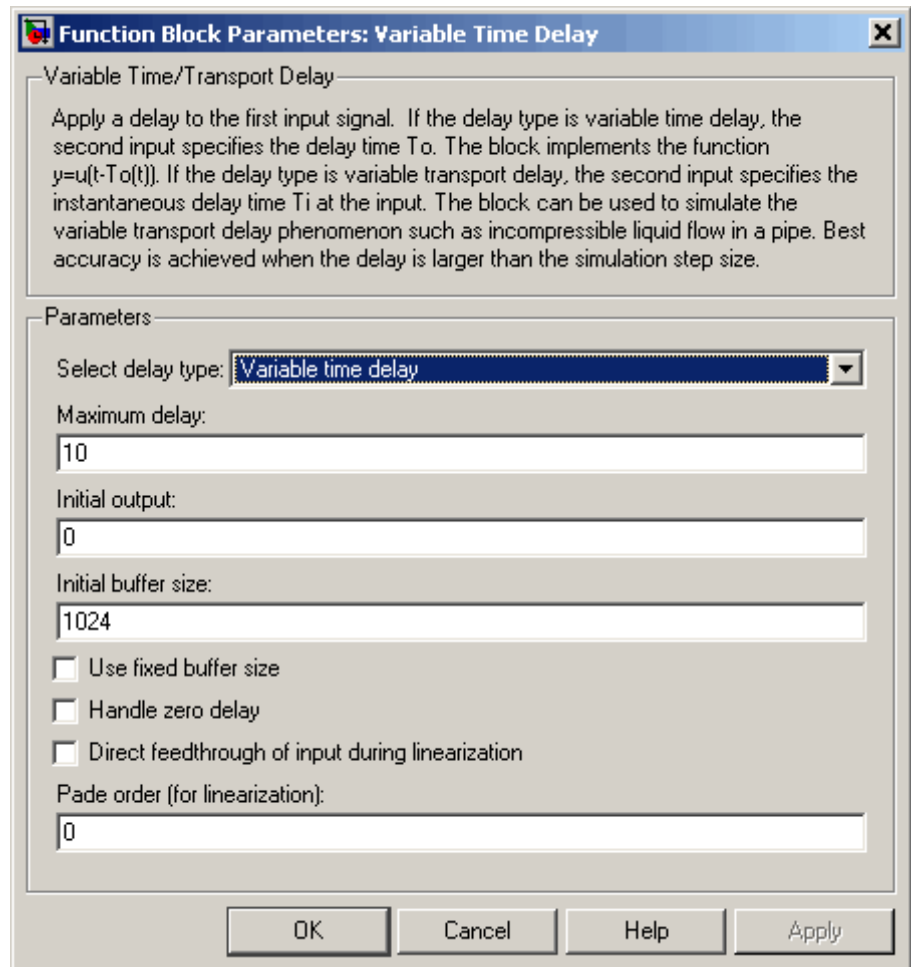 Function Block Parameters: Variable Time Delay
Variable Time/Transport Delay
Apply a delay to the first input signal.  If the delay type is variable time delay, the
second input specifies the delay time To. The block implements the function
y=u(t-To(t)). If the delay type is variable transport delay, the second input specifies the
instantaneous delay time Ti at the input. The block can be used to simulate the
variable transport delay phenomenon such as incompressible liquid flow in a pipe. Best
accuracy is achieved when the delay is larger than the simulation step size.
Parameters
Select delay type: Variable time delay
Maximum delay:
10
Initial output:
0
Initial buffer size:
1024
Use fixed buffer size
Handle zero delay
Direct feedthrough of input during linearization
Pade order (for linearization):
0
OK Cancel Help Apply